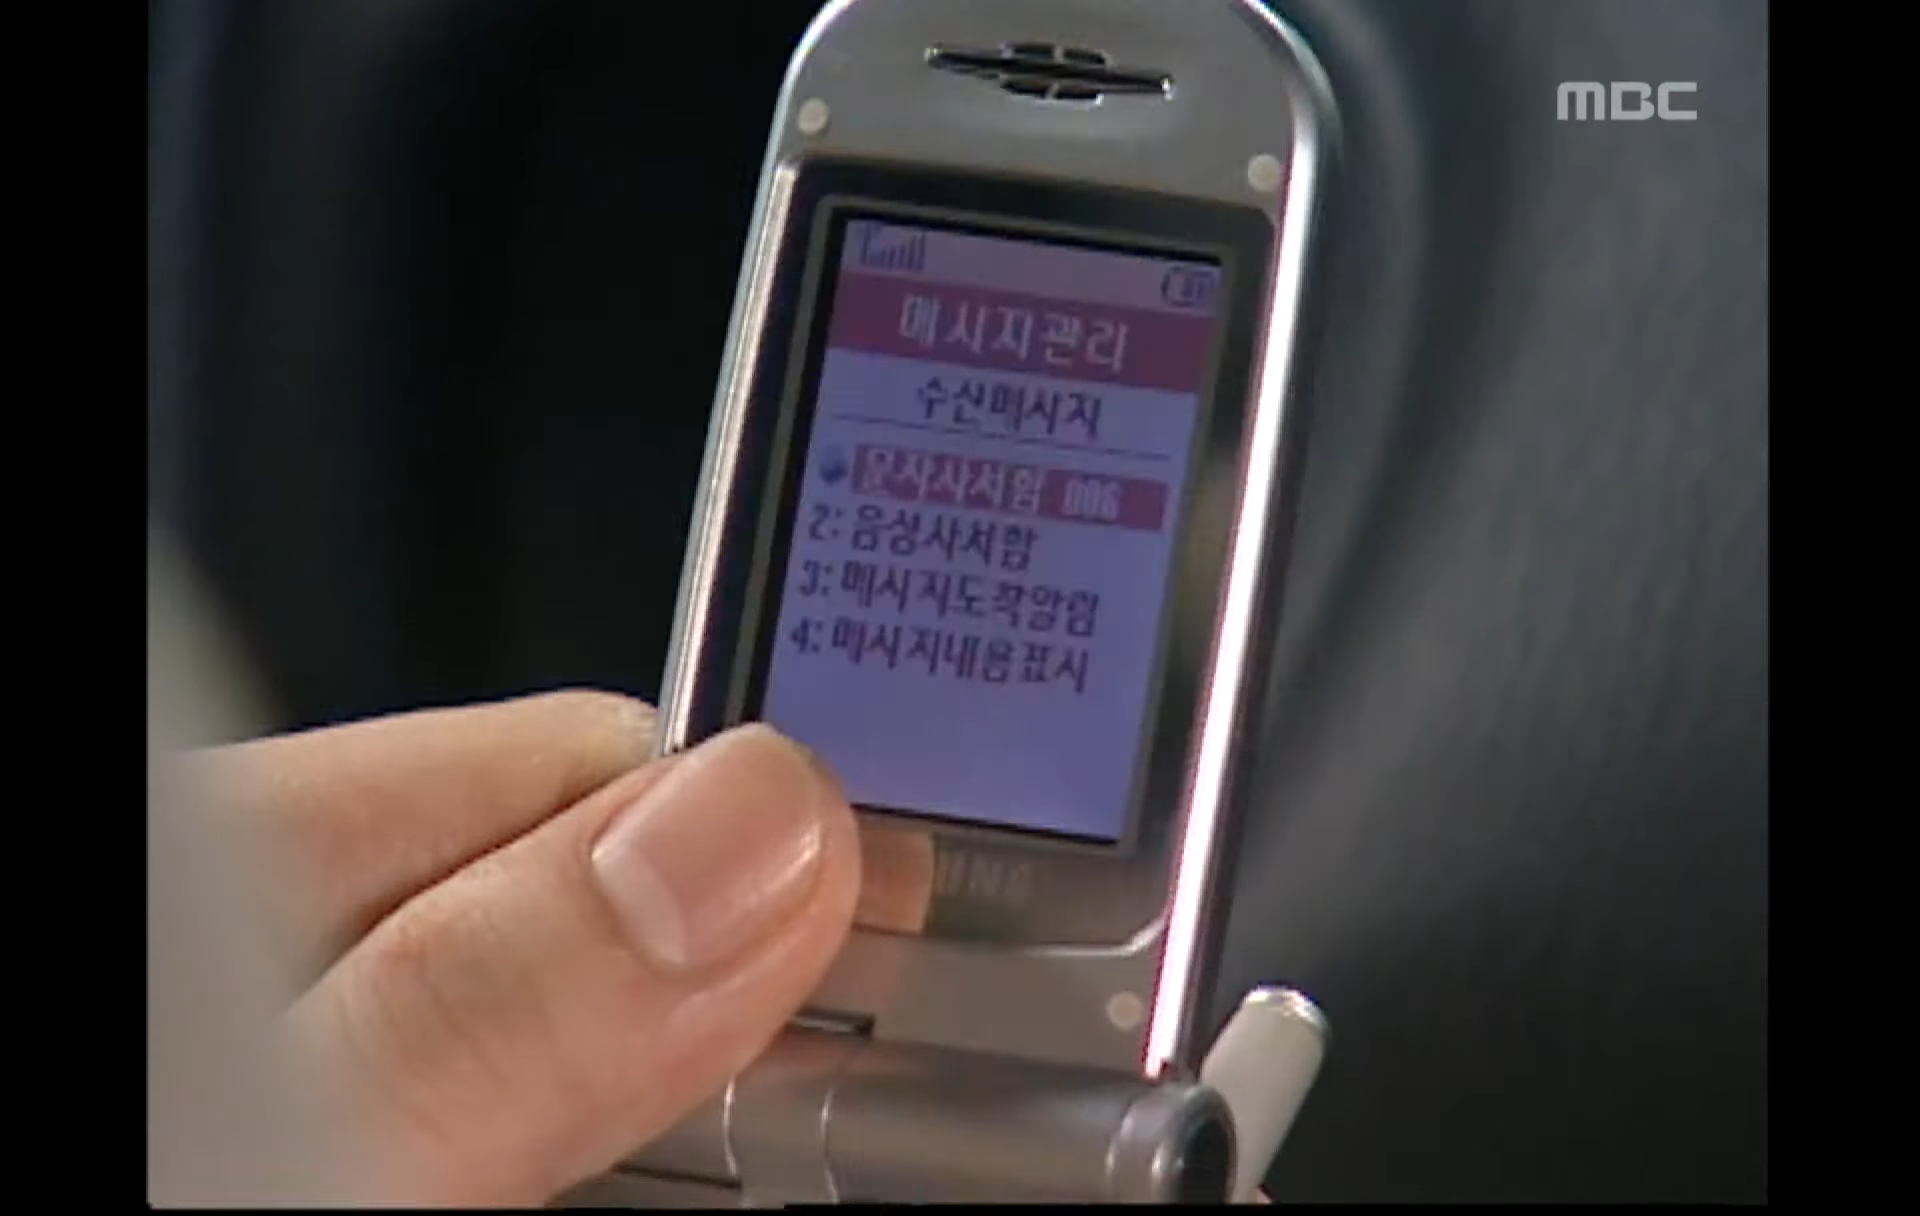 MBC
메시지관리
수신메시지
문자사서함 006
2: 음성사서함
3: 메시지도착알림
4: 메시지내용표시